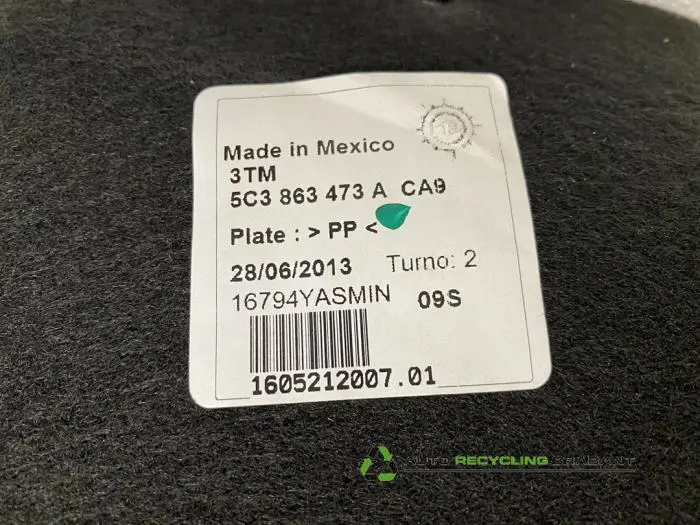 Made in Mexico
3TM
5C3 863 473 A CA9
Plate : > PP <
28/06/2013 Turno: 2
16794YASMIN 09S
1605212007.01
AUTO RECYCLING BRABANT